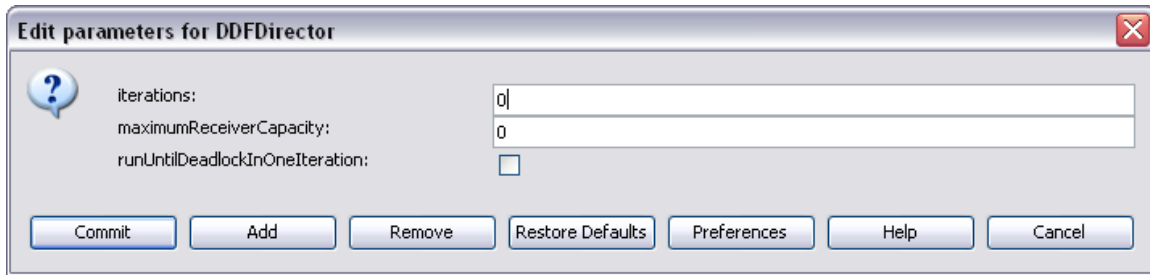 Edit parameters for DDFDirector
iterations: 0
maximumReceiverCapacity: 0
runUntilDeadlockInOneIteration:
Commit Add Remove Restore Defaults Preferences Help Cancel